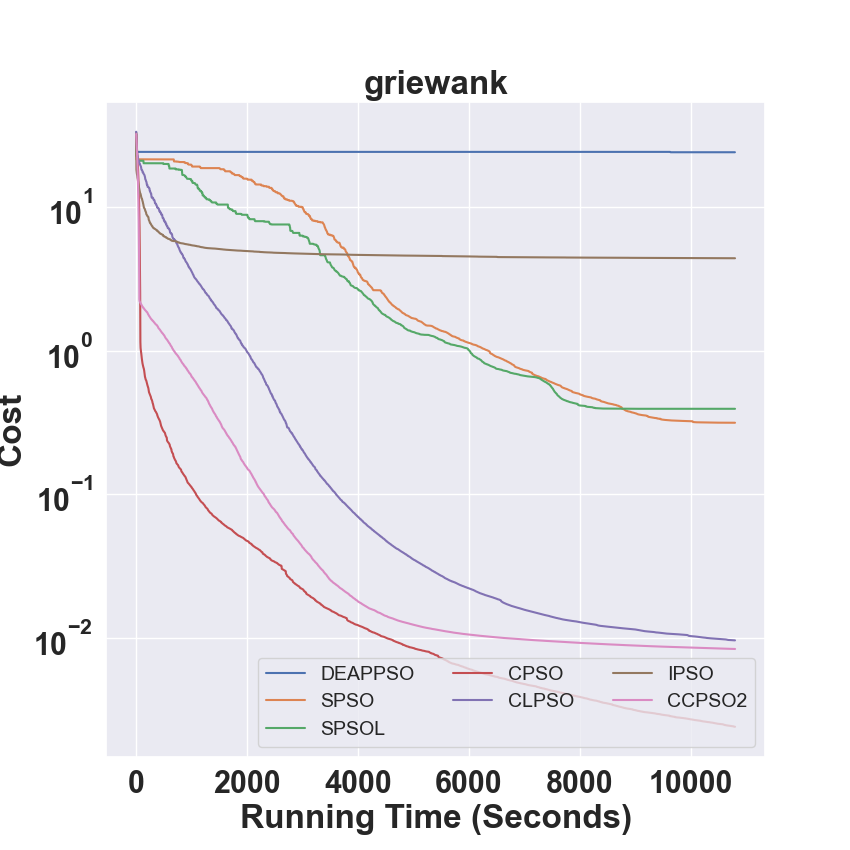 griewank
Cost
10^1
10^0
10^−1
10^−2
DEAPPSO
SPSO
SPSOL
CPSO
CLPSO
IPSO
CCPSO2
0 2000 4000 6000 8000 10000
Running Time (Seconds)